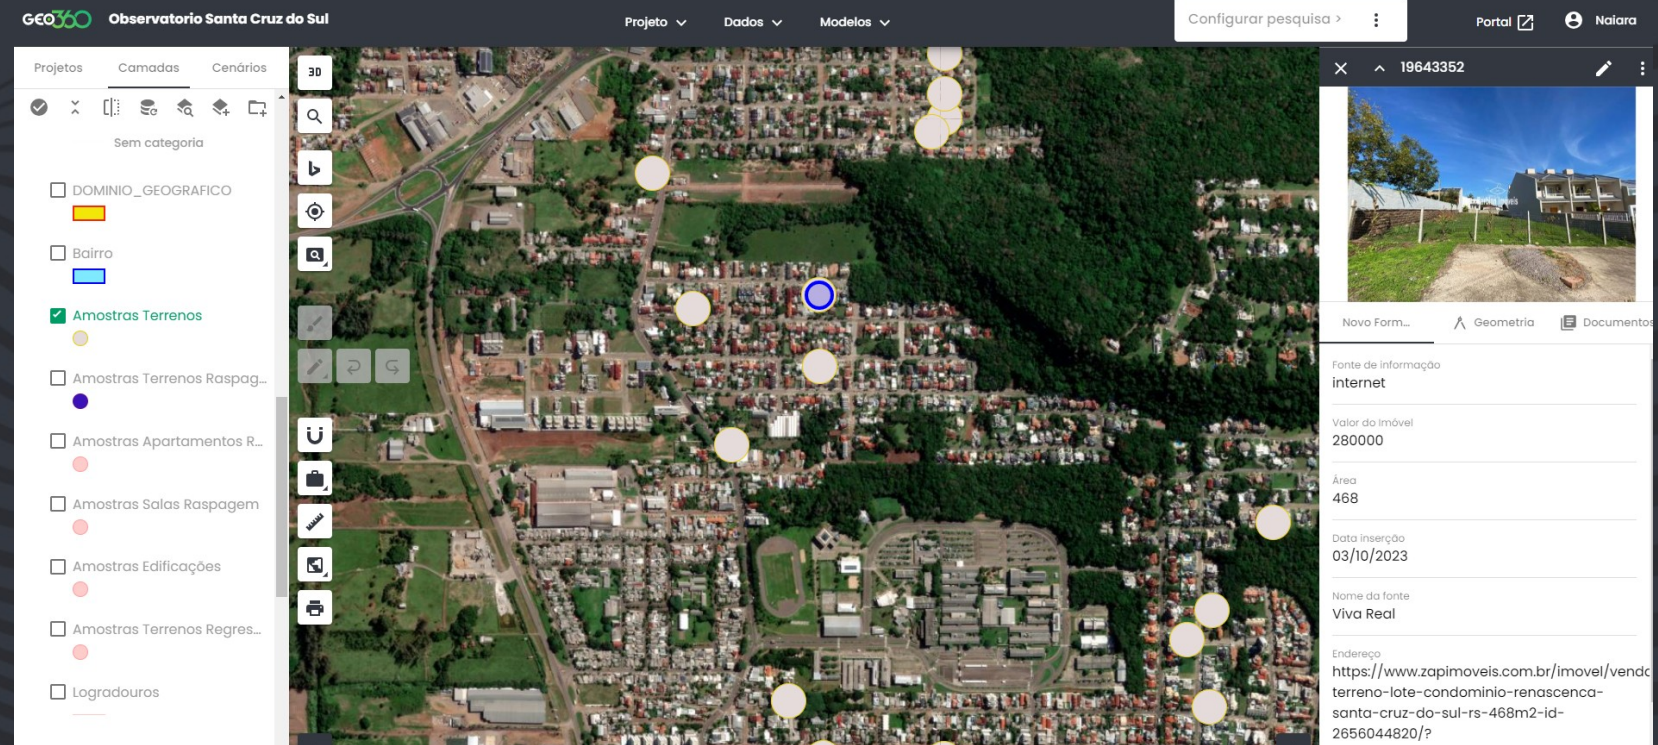 GEO360 Observatorio Santa Cruz do Sul
Projeto
Dados
Modelos
Configurar pesquisa >
Portal
Naiara
Projetos
Camadas
Cenários
Sem categoria
DOMINIO_GEOGRAFICO
Bairro
Amostras Terrenos
Amostras Terrenos Raspag...
Amostras Apartamentos R...
Amostras Salas Raspagem
Amostras Edificações
Amostras Terrenos Regres...
Logradouros
3D
19643352
Novo Form...
Geometria
Documentos
Fonte de informação
internet
Valor do Imóvel
280000
Área
468
Data inserção
03/10/2023
Nome da fonte
Viva Real
Endereço
https://www.zapimoveis.com.br/imovel/venda
terreno-lote-condominio-renascenca-
santa-cruz-do-sul-rs-468m2-id-
2656044820/?